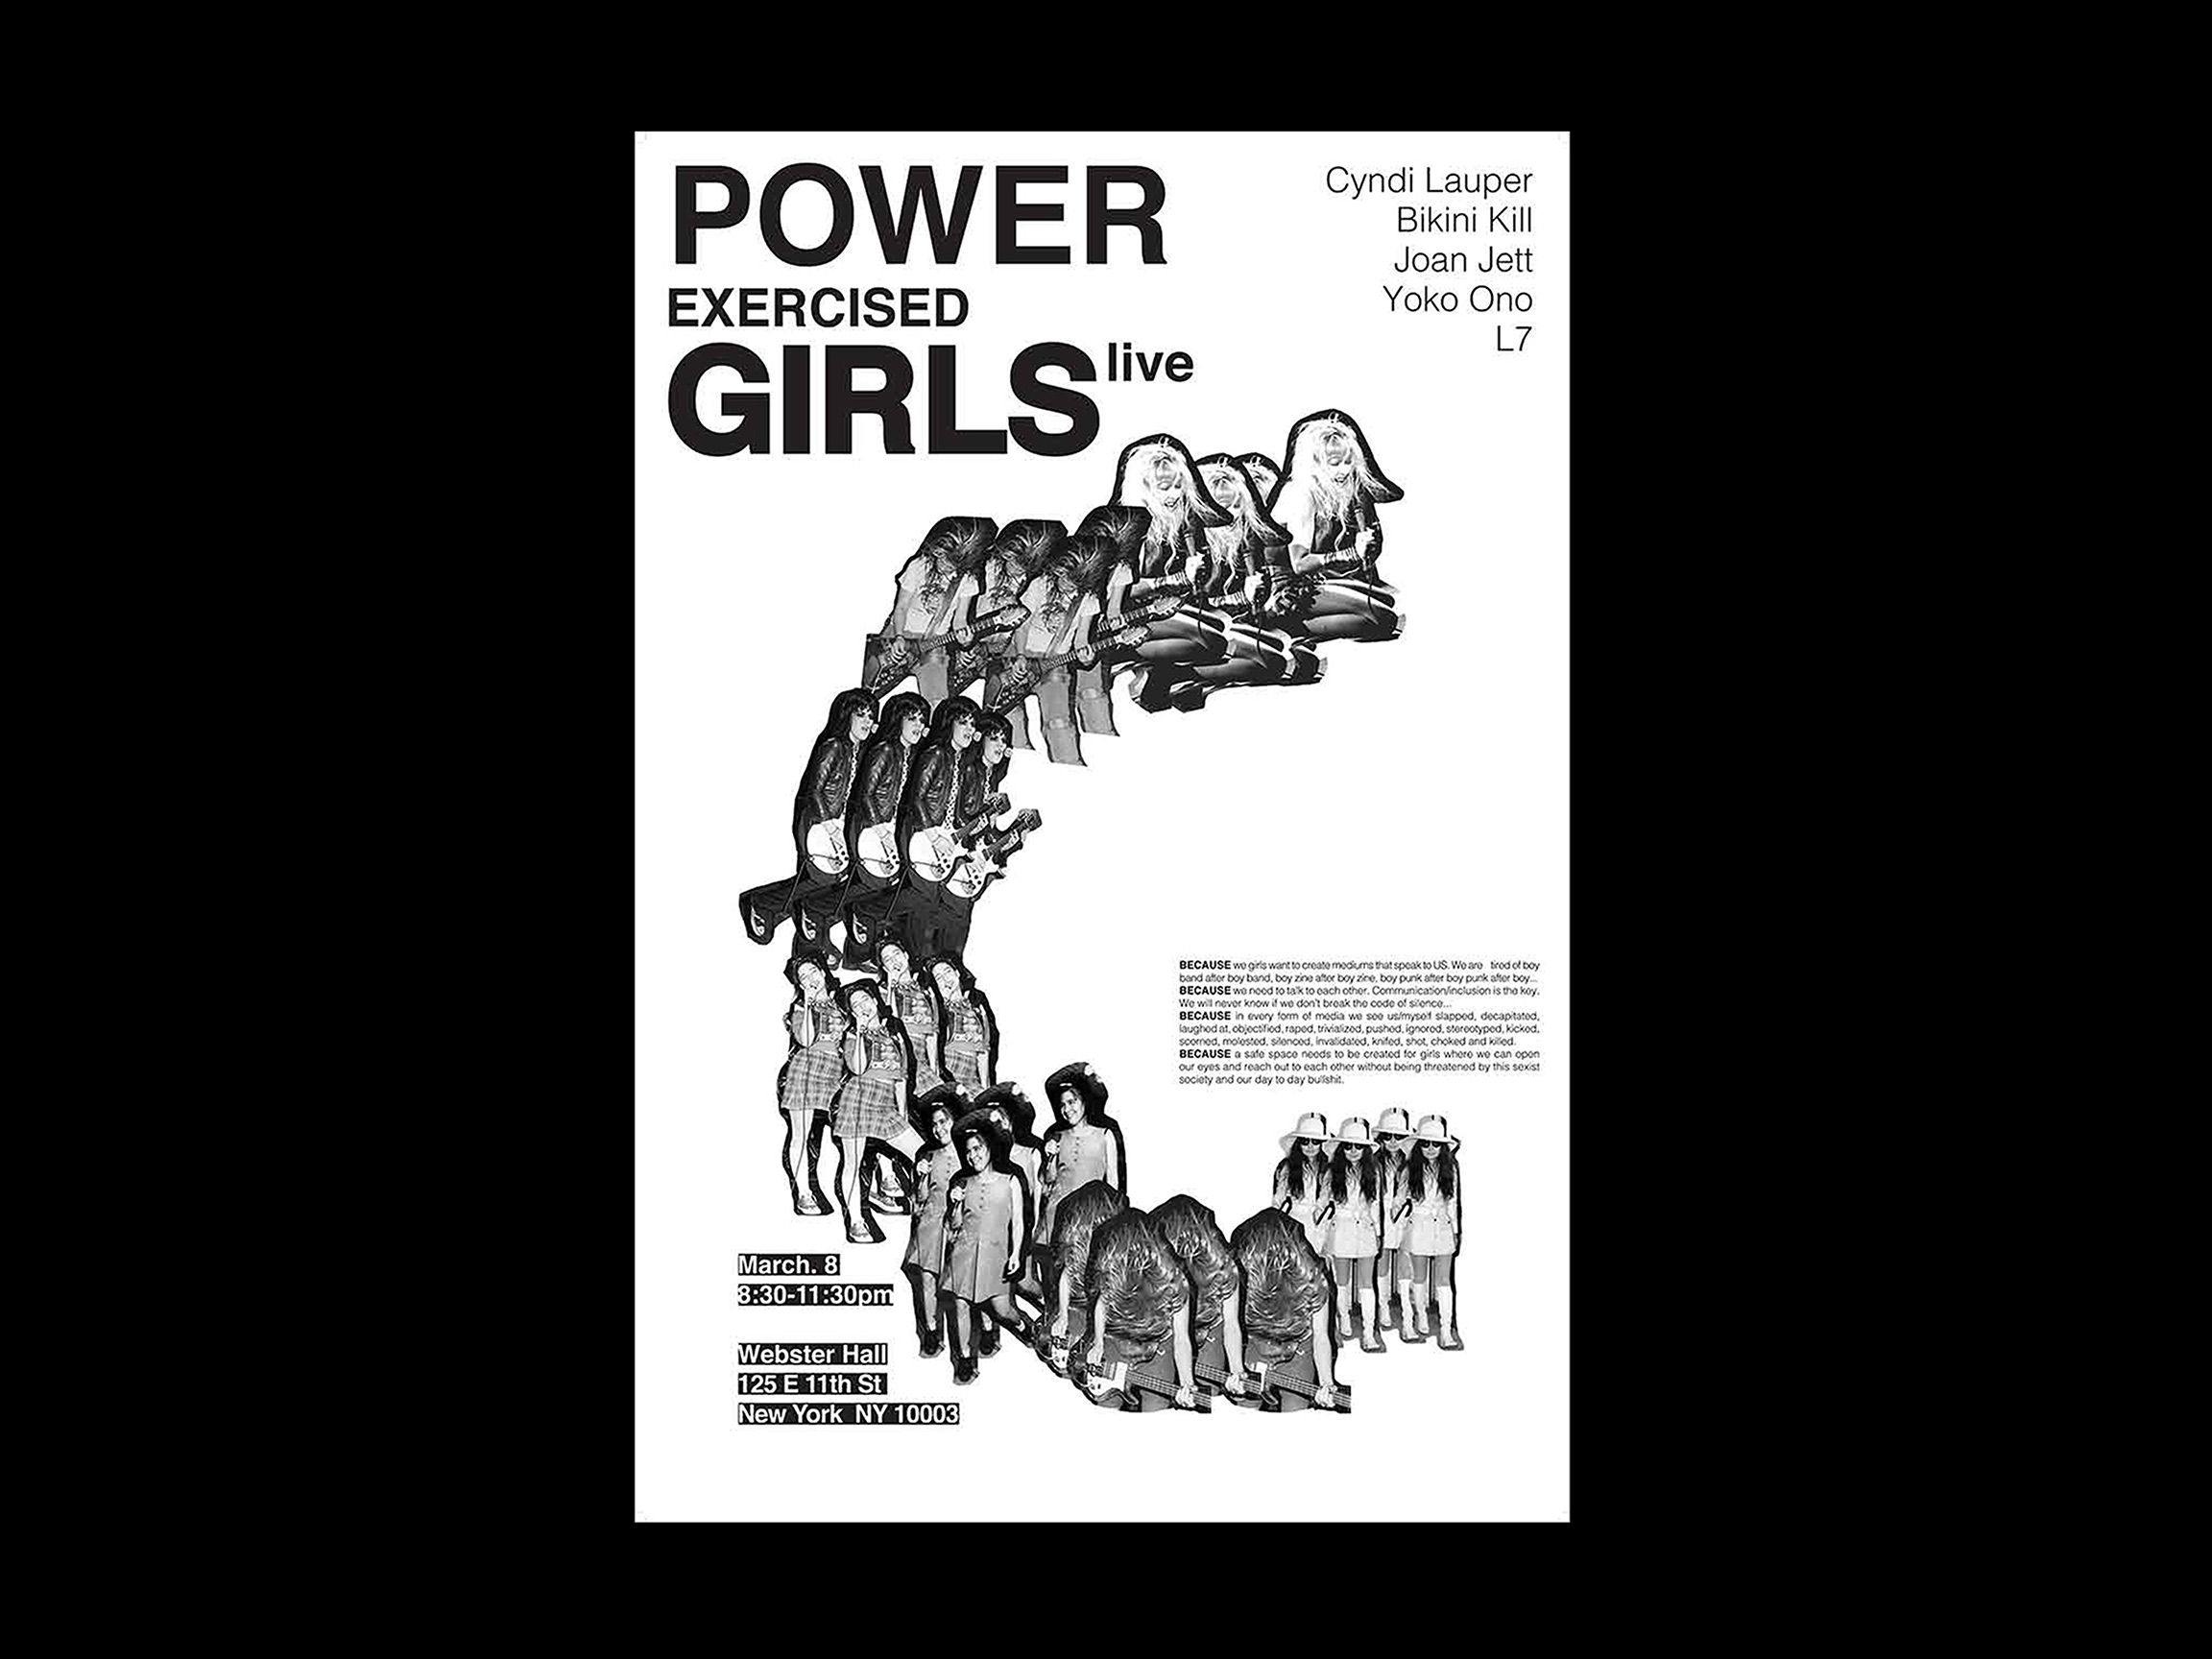 POWER
EXERCISED
GIRLS live
Cyndi Lauper
Bikini Kill
Joan Jett
Yoko Ono
L7
BECAUSE we girls want to create mediums that speak to US. We are tired of boy
band after boy band, boy zine after boy zine, boy punk after boy punk after boy...
BECAUSE we need to talk to each other. Communication/inclusion is the key.
We will never know if we don't break the code of silence...
BECAUSE in every form of media we see us/myself slapped, decapitated,
laughed at, objectified, raped, trivialized, pushed, ignored, stereotyped, kicked,
scorned, molested, silenced, invalidated, knifed, shot, choked and killed.
BECAUSE a safe space needs to be created for girls where we can open
our eyes and reach out to each other without being threatened by this sexist
society and our day to day bullshit.
March. 8
8:30-11:30pm
Webster Hall
125 E 11th St
New York NY 10003